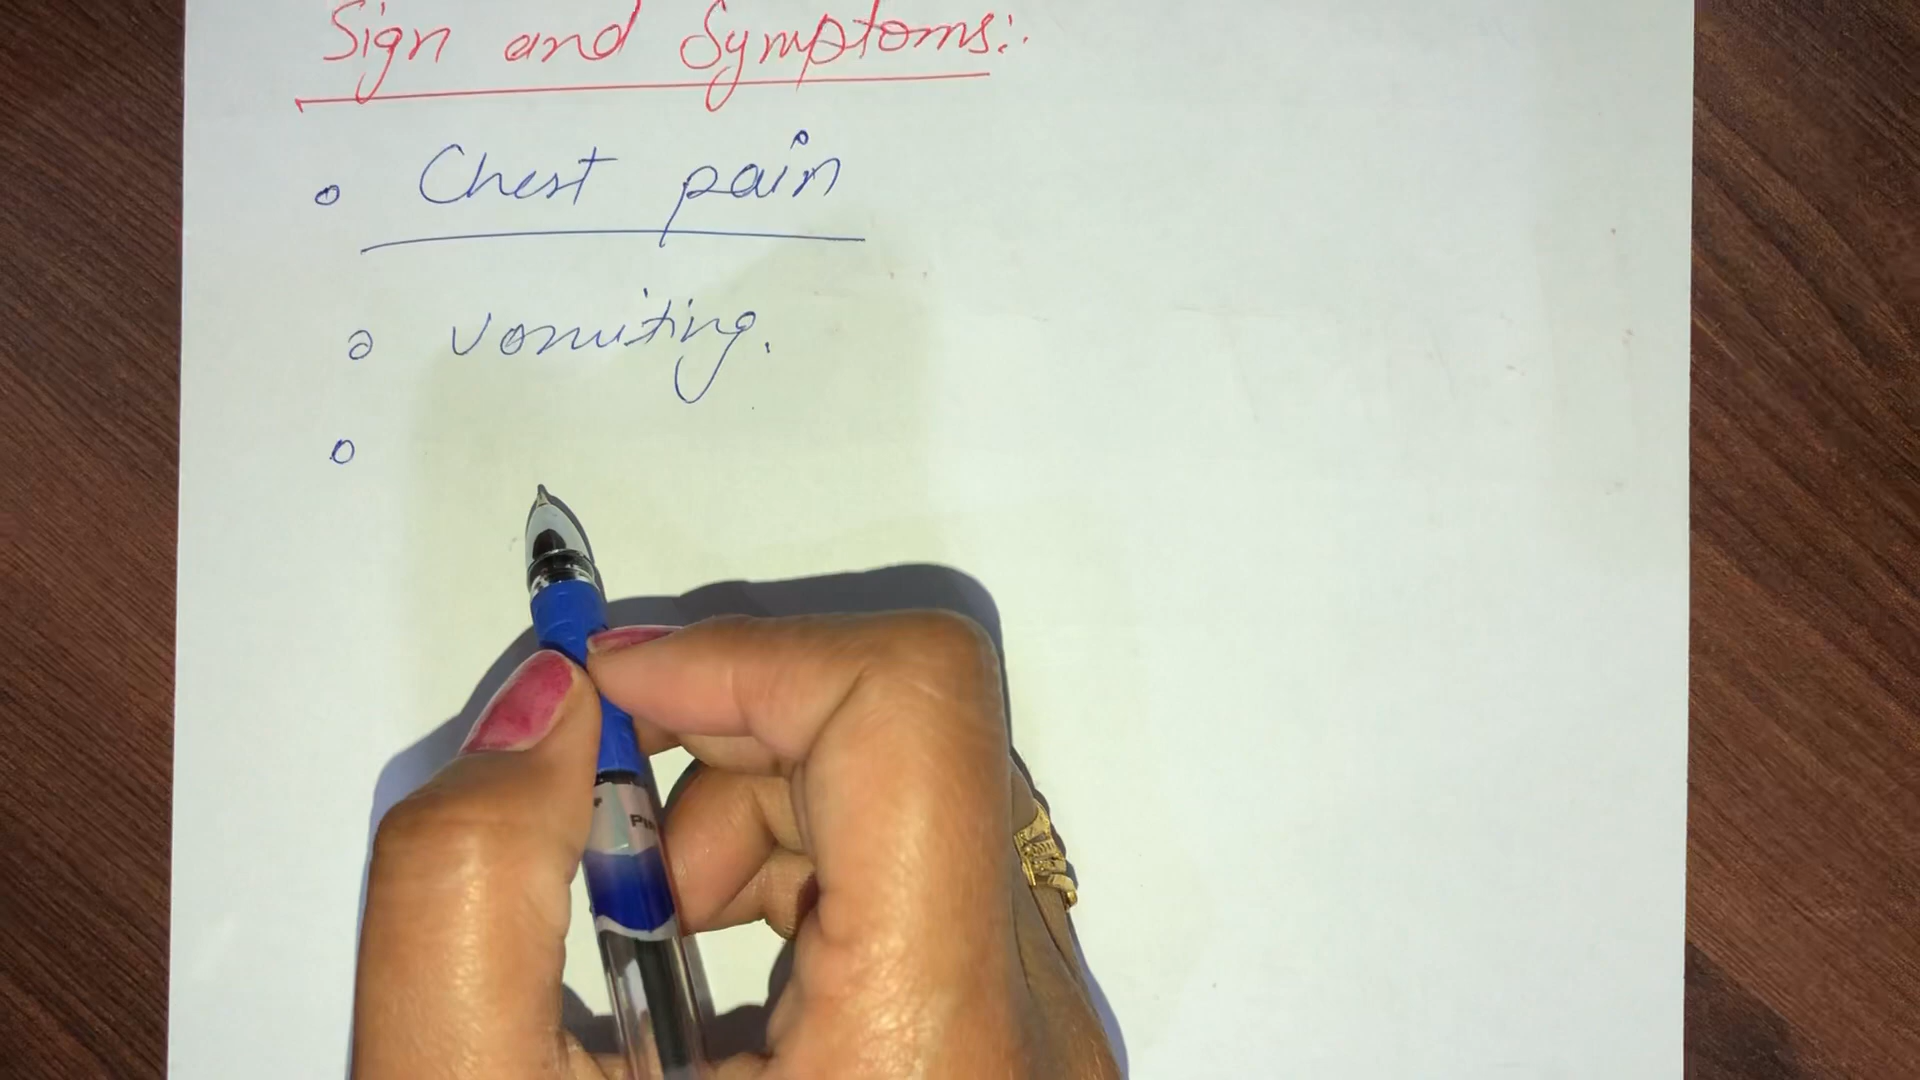 Sign and Symptoms:
Chest pain
vomiting.